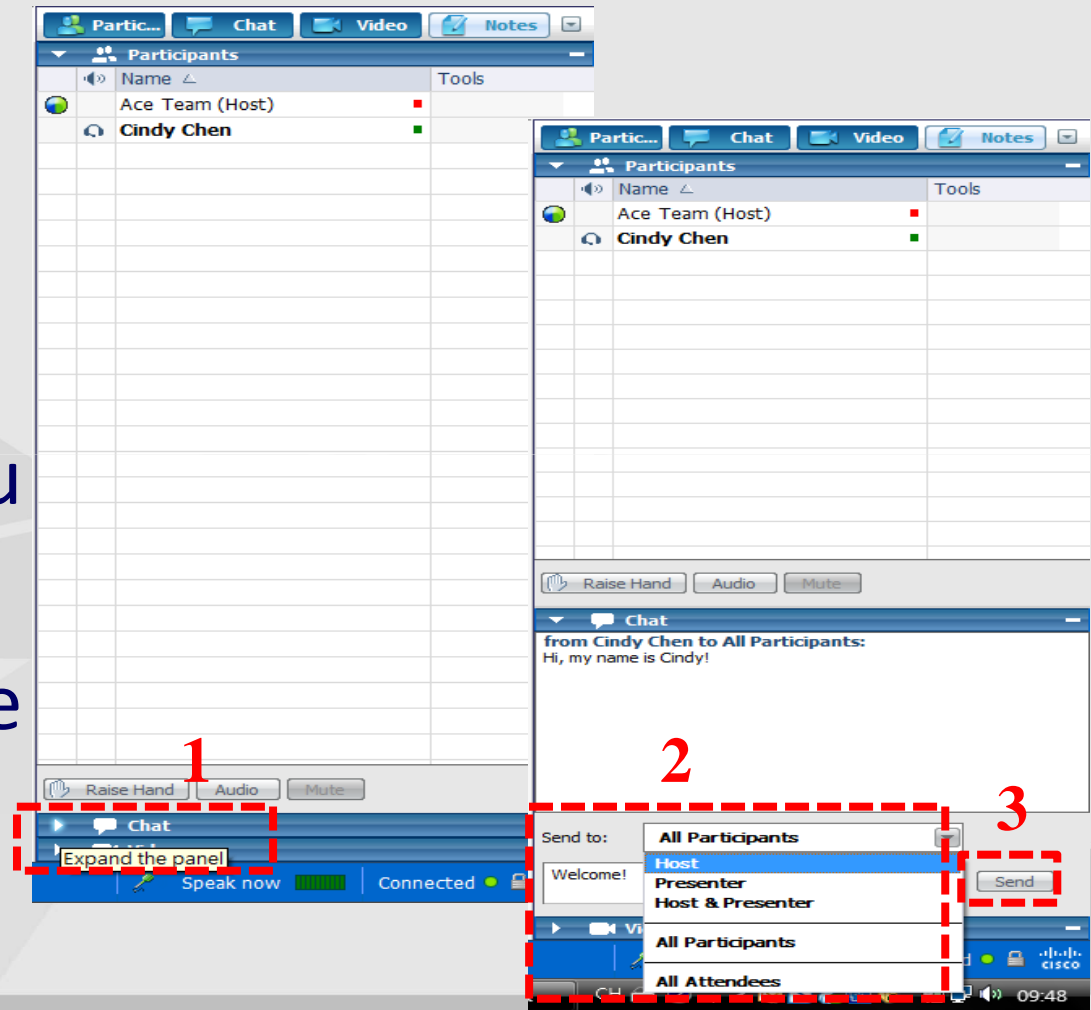 Partic... Chat Video Notes
Participants
Name Tools
Ace Team (Host)
Cindy Chen
u
e
1
Raise Hand Audio Mute
Chat
Expand the panel
Speak now Connected
Partic... Chat Video Notes
Participants
Name Tools
Ace Team (Host)
Cindy Chen
Raise Hand Audio Mute
Chat
from Cindy Chen to All Participants:
Hi, my name is Cindy!
2
3
Send to: All Participants
Host
Welcome! Send
Presenter
Host & Presenter
All Participants
All Attendees
cisco
CH 09:48